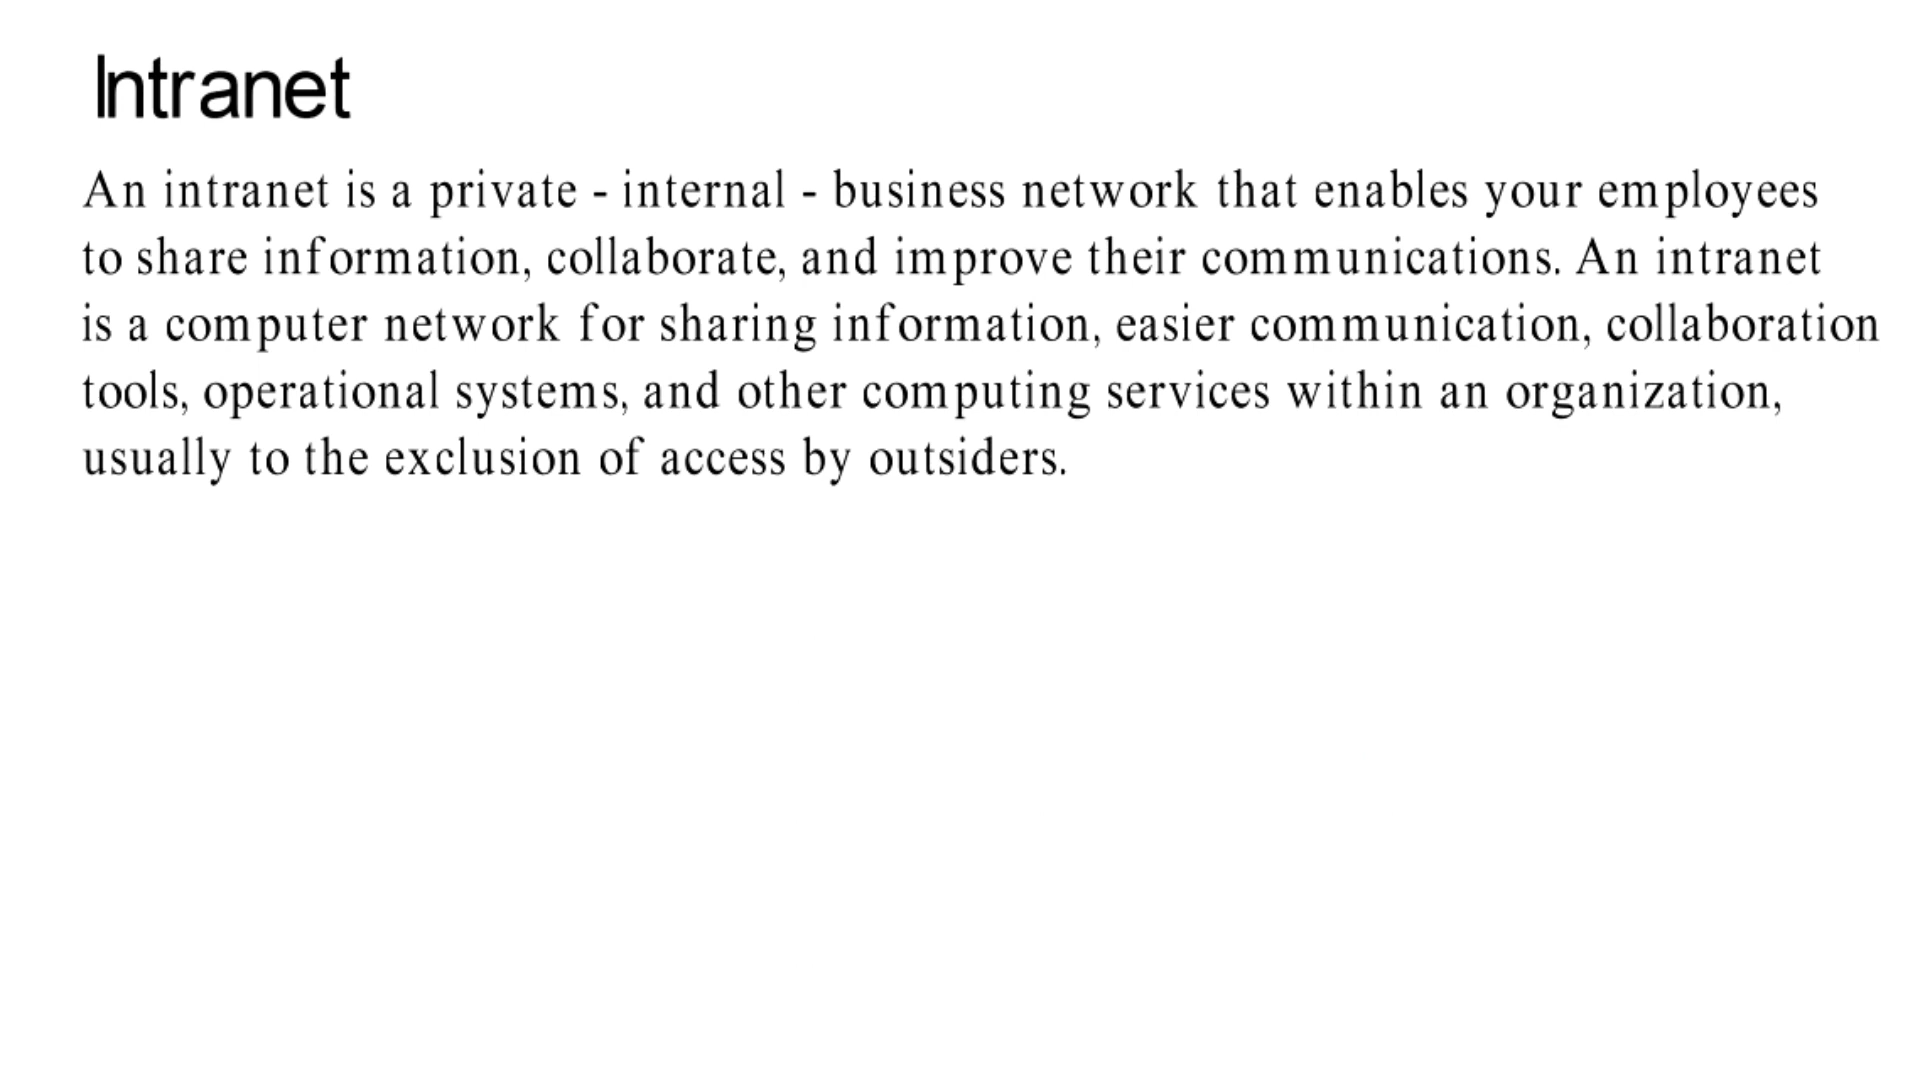 Intranet
An intranet is a private - internal - business network that enables your employees
to share information, collaborate, and improve their communications. An intranet
is a computer network for sharing information, easier communication, collaboration
tools, operational systems, and other computing services within an organization,
usually to the exclusion of access by outsiders.